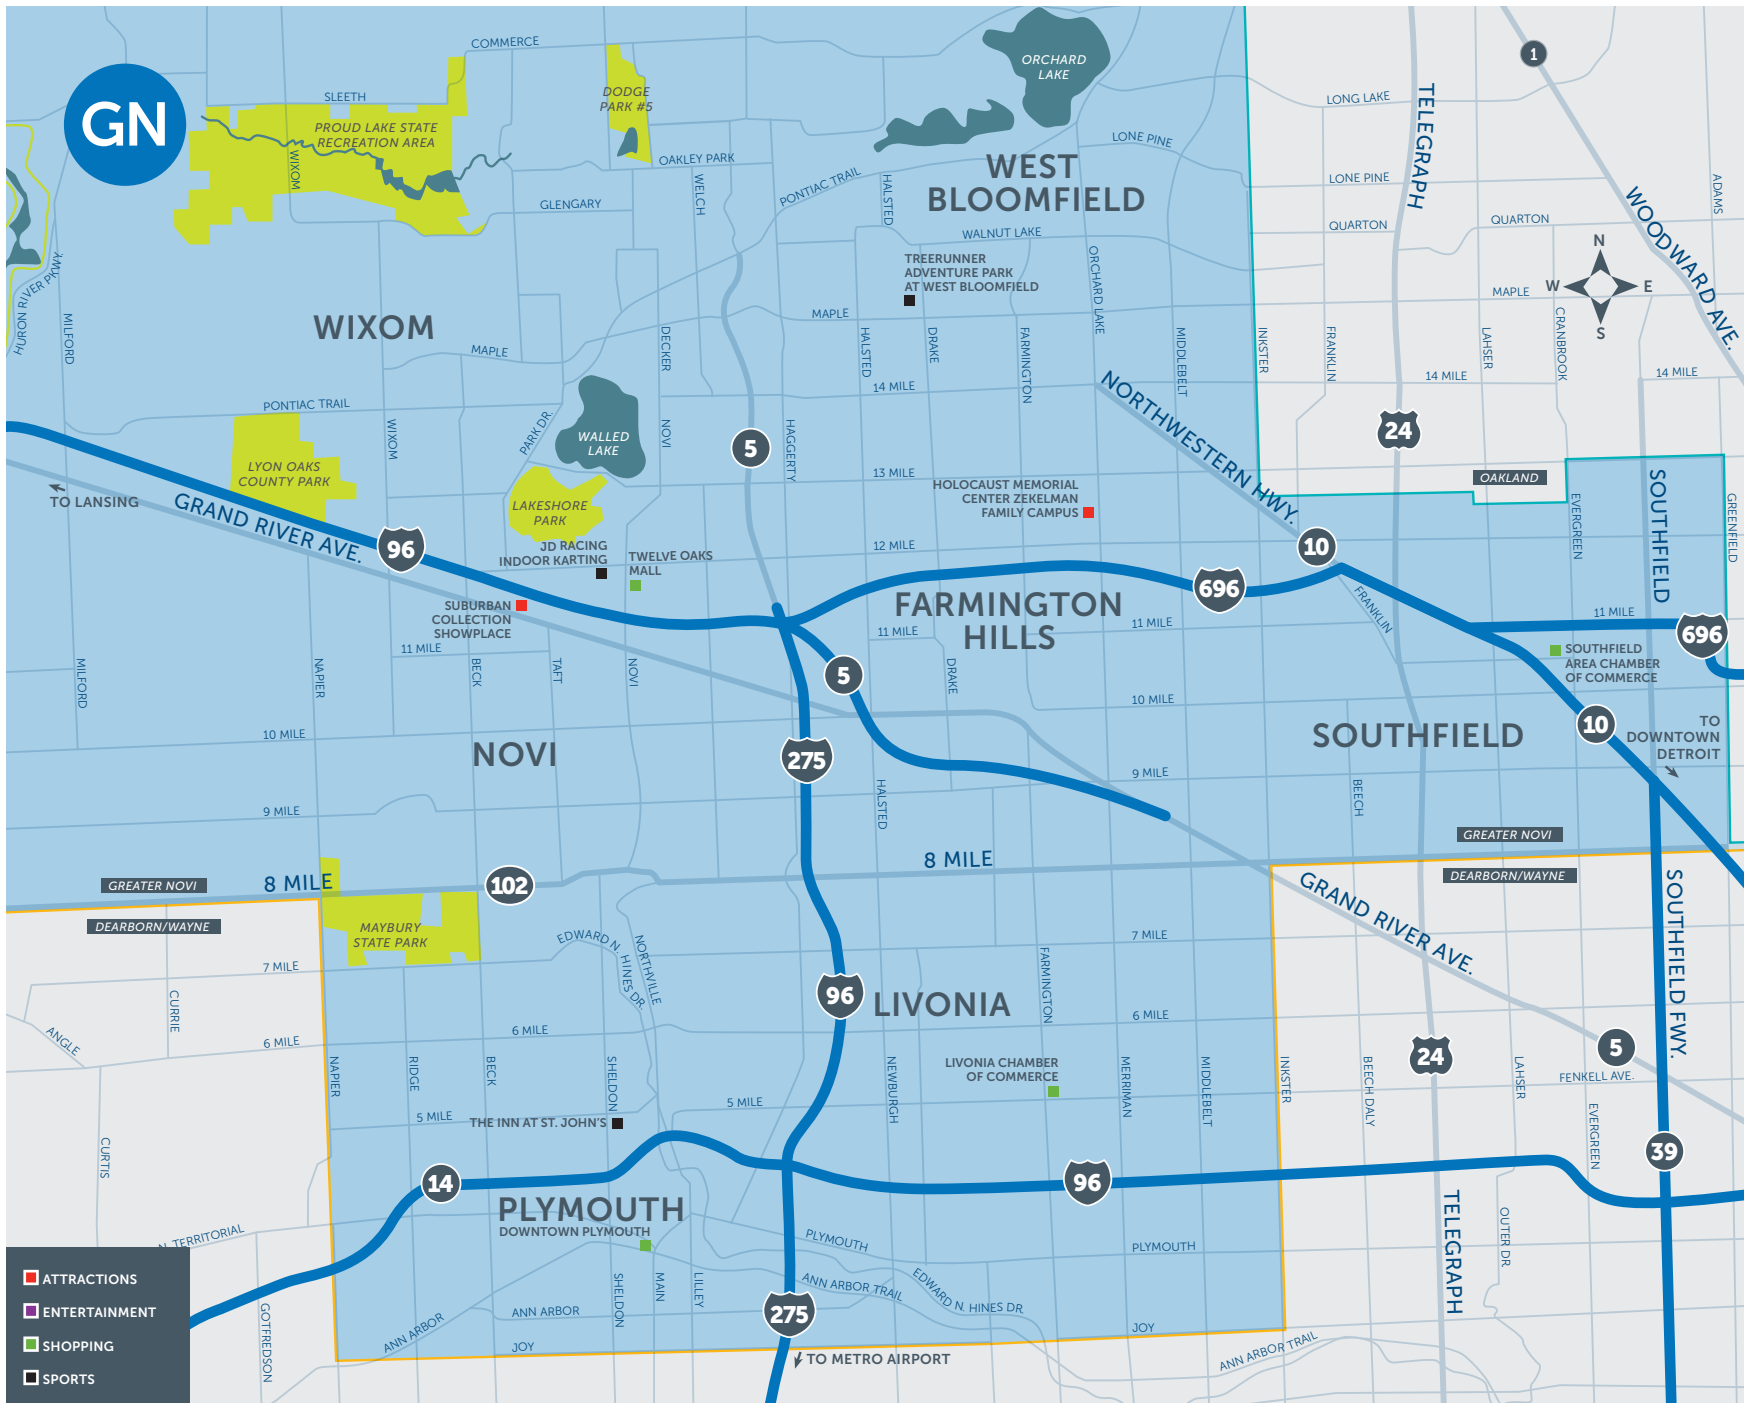 GN
COMMERCE
SLEETH
PROUD LAKE STATE
RECREATION AREA
WIXOM
DODGE
PARK #5
OAKLEY PARK
WELCH
PONTIAC TRAIL
GLENGARY
ORCHARD
LAKE
LONE PINE
WEST
BLOOMFIELD
HALSTED
WALNUT LAKE
ORCHARD LAKE
TREERUNNER
ADVENTURE PARK
AT WEST BLOOMFIELD
1
LONG LAKE
TELEGRAPH
LONE PINE
QUARTON
QUARTON
ADAMS
WOODWARD AVE.
N
W
E
S
MAPLE
CRANBROOK
LAHSER
FRANKLIN
INKSTER
14 MILE
14 MILE
24
HURON RIVER PKWY.
MILFORD
WIXOM
MAPLE
MAPLE
DECKER
HALSTED
DRAKE
FARMINGTON
MIDDLEBELT
14 MILE
NORTHWESTERN HWY.
PONTIAC TRAIL
WIXOM
PARK DR.
WALLED
LAKE
NOVI
5
HAGGERTY
13 MILE
LYON OAKS
COUNTY PARK
LAKESHORE
PARK
HOLOCAUST MEMORIAL
CENTER ZEKELMAN
FAMILY CAMPUS
OAKLAND
EVERGREEN
SOUTHFIELD
GREENFIELD
TO LANSING
GRAND RIVER AVE.
96
JD RACING
INDOOR KARTING
TWELVE OAKS
MALL
12 MILE
10
696
SUBURBAN
COLLECTION
SHOWPLACE
FARMINGTON
HILLS
FRANKLIN
11 MILE
696
11 MILE
11 MILE
11 MILE
SOUTHFIELD
AREA CHAMBER
OF COMMERCE
MILFORD
NAPIER
BECK
TAFT
NOVI
5
DRAKE
10 MILE
10 MILE
NOVI
275
SOUTHFIELD
10
TO
DOWNTOWN
DETROIT
9 MILE
9 MILE
HALSTED
BEECH
GREATER NOVI
8 MILE
8 MILE
102
GREATER NOVI
DEARBORN/WAYNE
DEARBORN/WAYNE
GRAND RIVER AVE.
SOUTHFIELD FWY.
MAYBURY
STATE PARK
EDWARD N. HINES DR.
NORTHVILLE
7 MILE
7 MILE
CURRIE
ANGLE
6 MILE
6 MILE
6 MILE
96
LIVONIA
FARMINGTON
NAPIER
RIDGE
BECK
SHELDON
NEWBURGH
LIVONIA CHAMBER
OF COMMERCE
MERRIMAN
MIDDLEBELT
INKSTER
BEECH DALY
24
LAHSER
5
FENKELL AVE.
EVERGREEN
5 MILE
5 MILE
THE INN AT ST. JOHN'S
CURTIS
14
96
39
PLYMOUTH
DOWNTOWN PLYMOUTH
N. TERRITORIAL
PLYMOUTH
PLYMOUTH
TELEGRAPH
OUTER DR.
ATTRACTIONS
ENTERTAINMENT
SHOPPING
SPORTS
GOTFREDSON
ANN ARBOR
ANN ARBOR
SHELDON
MAIN
LILLEY
ANN ARBOR TRAIL
EDWARD N. HINES DR.
275
JOY
JOY
TO METRO AIRPORT
ANN ARBOR TRAIL